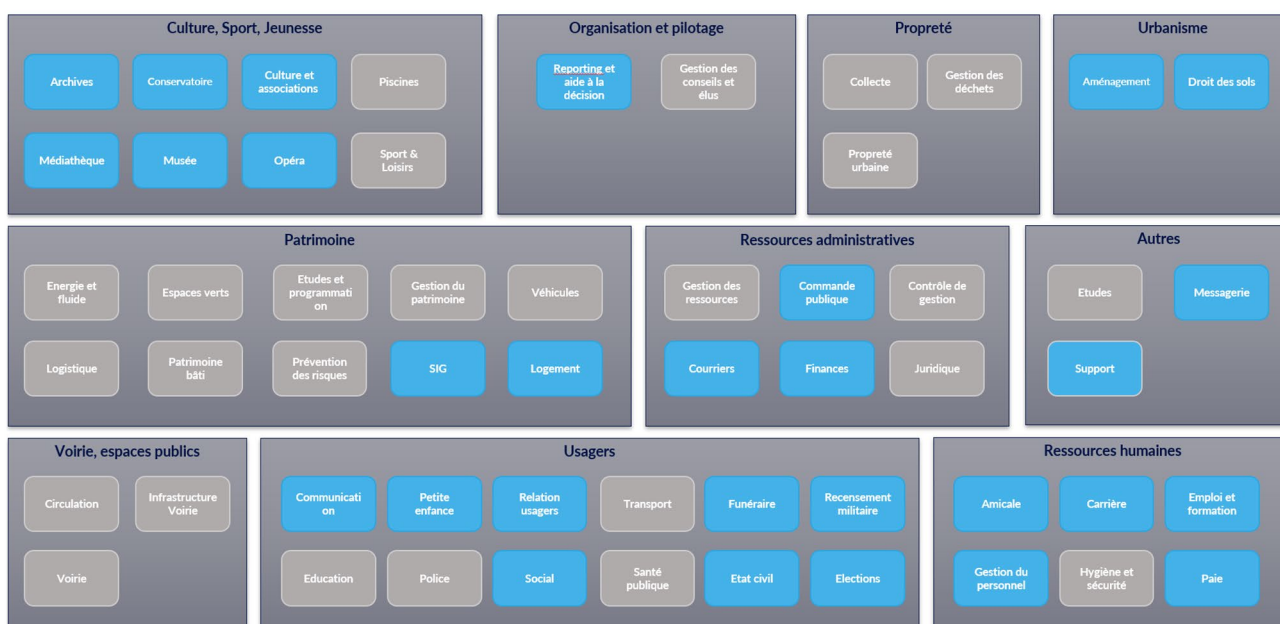 Culture, Sport, Jeunesse
Archives
Conservatoire
Culture et
associations
Piscines
Médiathèque
Musée
Opéra
Sport &
Loisirs
Organisation et pilotage
Reporting et
aide à la
décision
Gestion des
conseils et
élus
Propreté
Collecte
Gestion des
déchets
Propreté
urbaine
Urbanisme
Aménagement
Droit des sols
Patrimoine
Energie et
fluide
Espaces verts
Etudes et
programmati
on
Gestion du
patrimoine
Véhicules
Logistique
Patrimoine
bâti
Prévention
des risques
SIG
Logement
Ressources administratives
Gestion des
ressources
Commande
publique
Contrôle de
gestion
Courriers
Finances
Juridique
Autres
Etudes
Messagerie
Support
Voirie, espaces publics
Circulation
Infrastructure
Voirie
Voirie
Usagers
Communicati
on
Petite
enfance
Relation
usagers
Transport
Funéraire
Recensement
militaire
Education
Police
Social
Santé
publique
Etat civil
Elections
Ressources humaines
Amicale
Carrière
Emploi et
formation
Gestion du
personnel
Hygiène et
sécurité
Paie